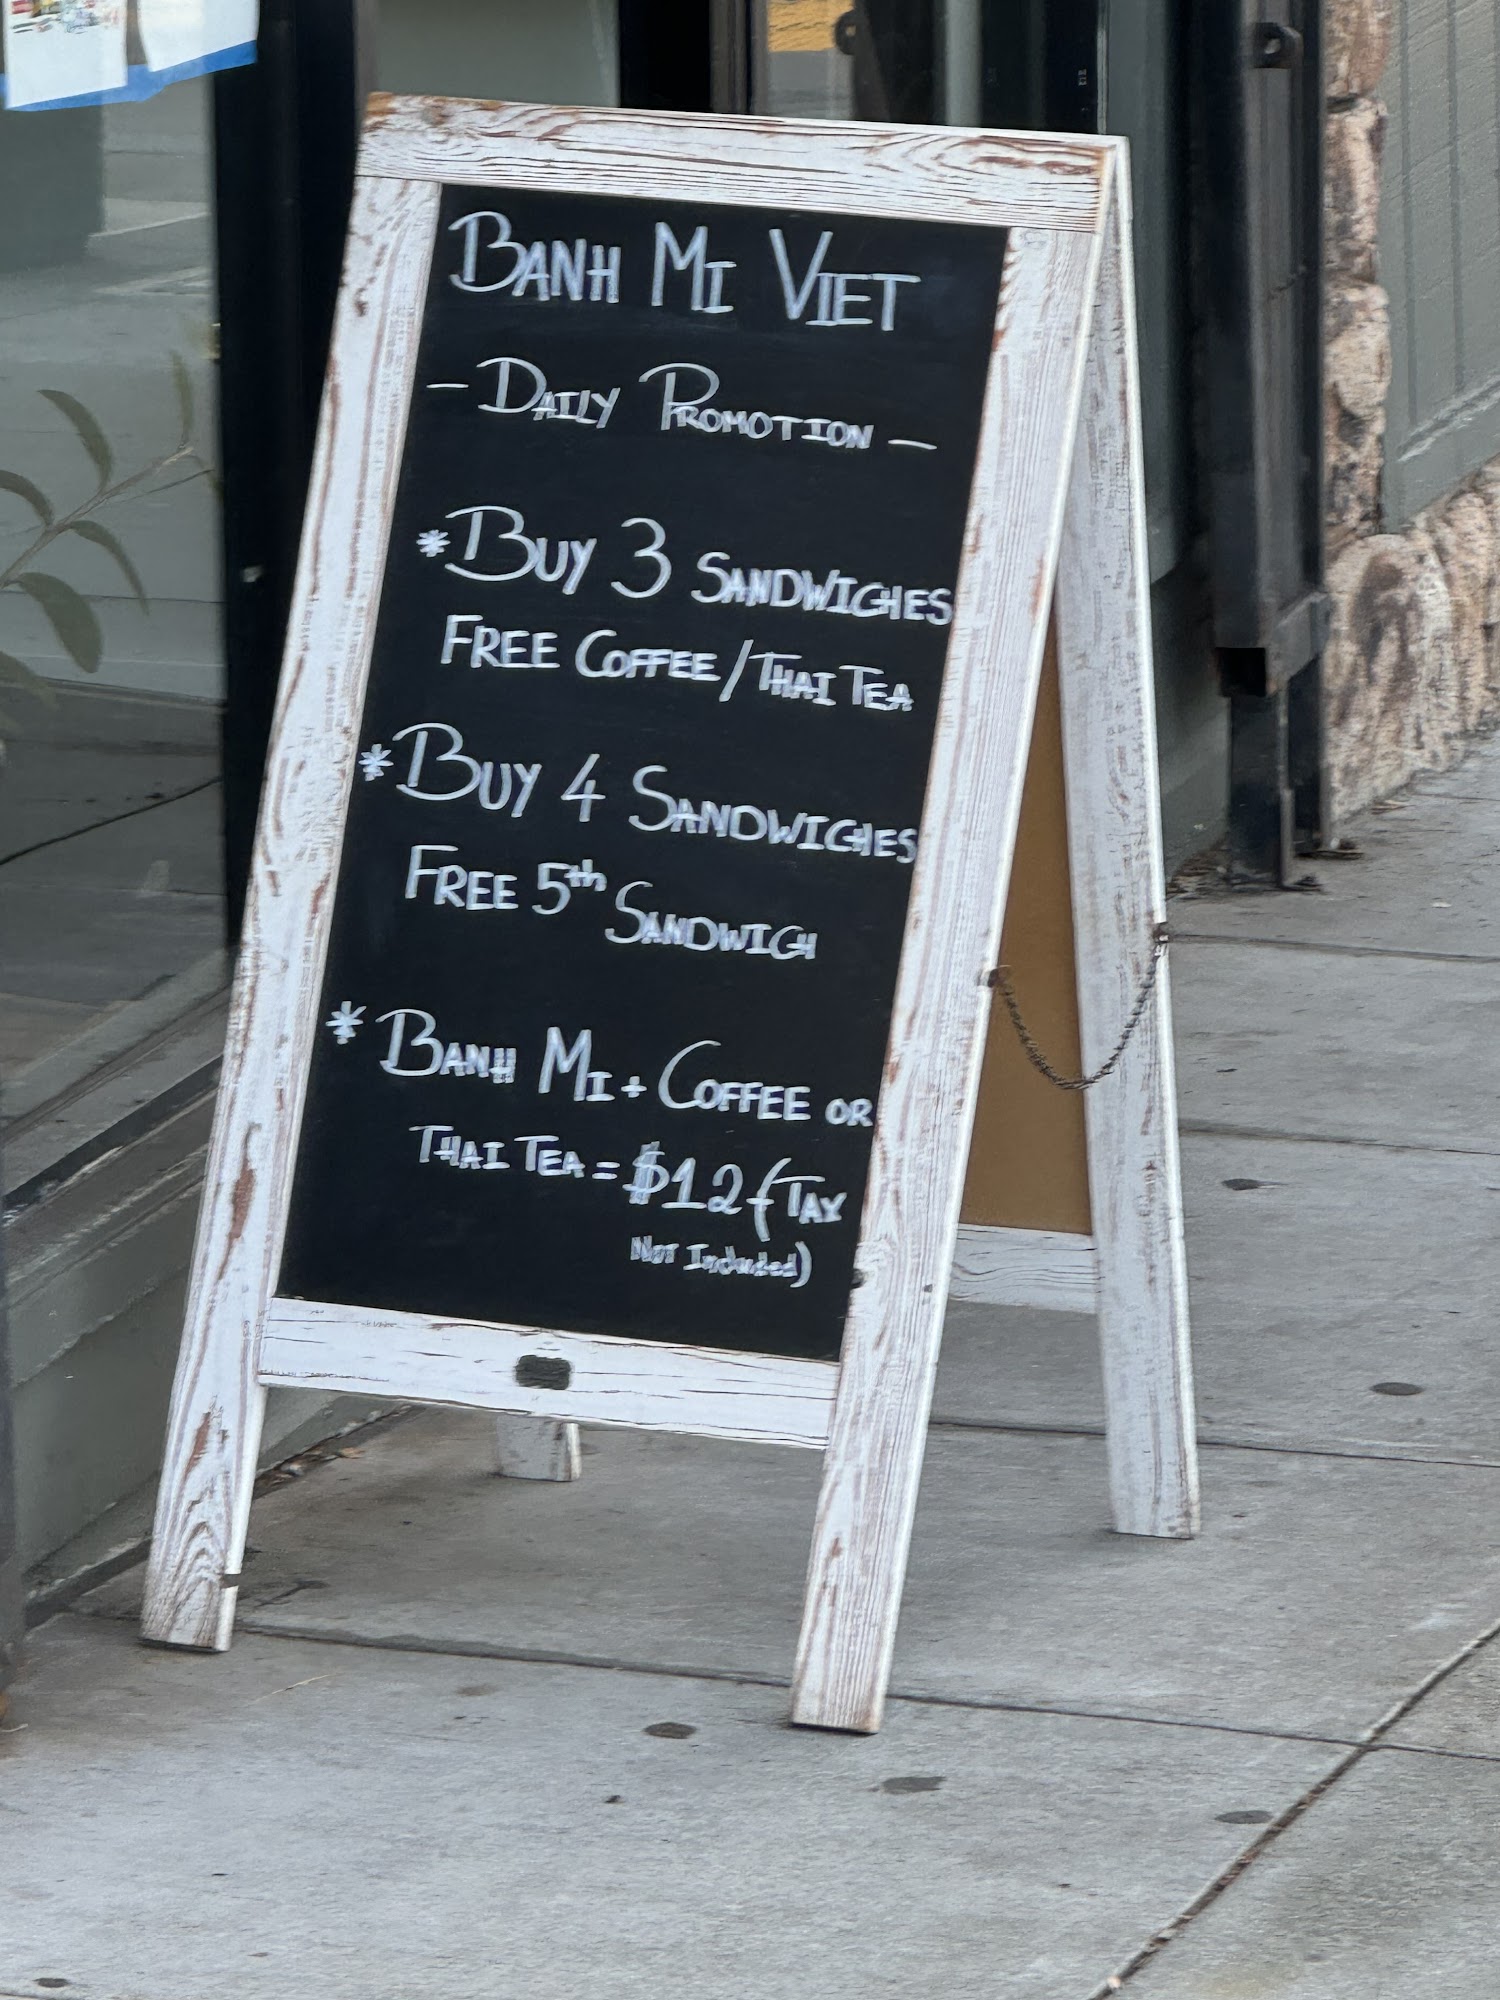 BANH MI VIET
- DAILY PROMOTION -
* BUY 3 SANDWICHES
FREE COFFEE/THAI TEA
* BUY 4 SANDWICHES
FREE 5th SANDWICH
* BANH MI + COFFEE OR
THAI TEA = $12 (TAX
NOT INCLUDED)